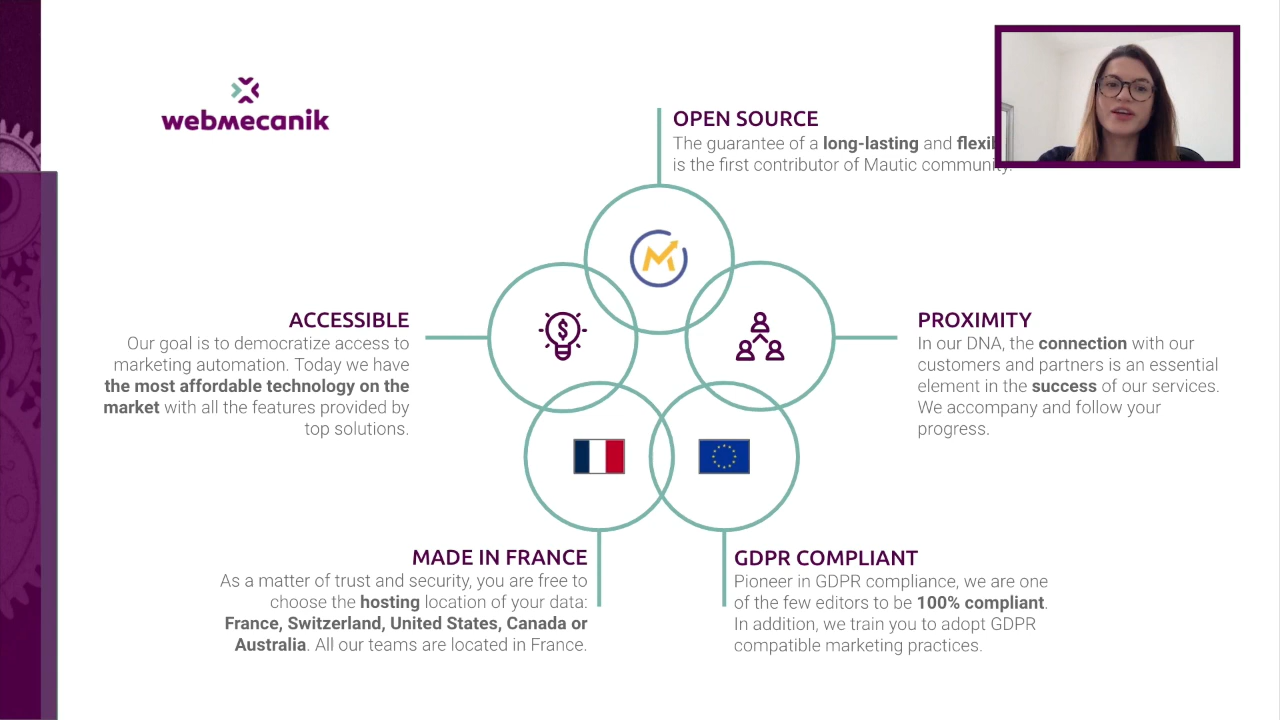 webmecanik
OPEN SOURCE
The guarantee of a long-lasting and
is the first contributor of Mautic community.
ACCESSIBLE
Our goal is to democratize access to
marketing automation. Today we have
the most affordable technology on the
market with all the features provided by
top solutions.
PROXIMITY
In our DNA, the connection with our
customers and partners is an essential
element in the success of our services.
We accompany and follow your
progress.
MADE IN FRANCE
As a matter of trust and security, you are free to
choose the hosting location of your data:
France, Switzerland, United States, Canada or
Australia. All our teams are located in France.
GDPR COMPLIANT
Pioneer in GDPR compliance, we are one
of the few editors to be 100% compliant.
In addition, we train you to adopt GDPR
compatible marketing practices.